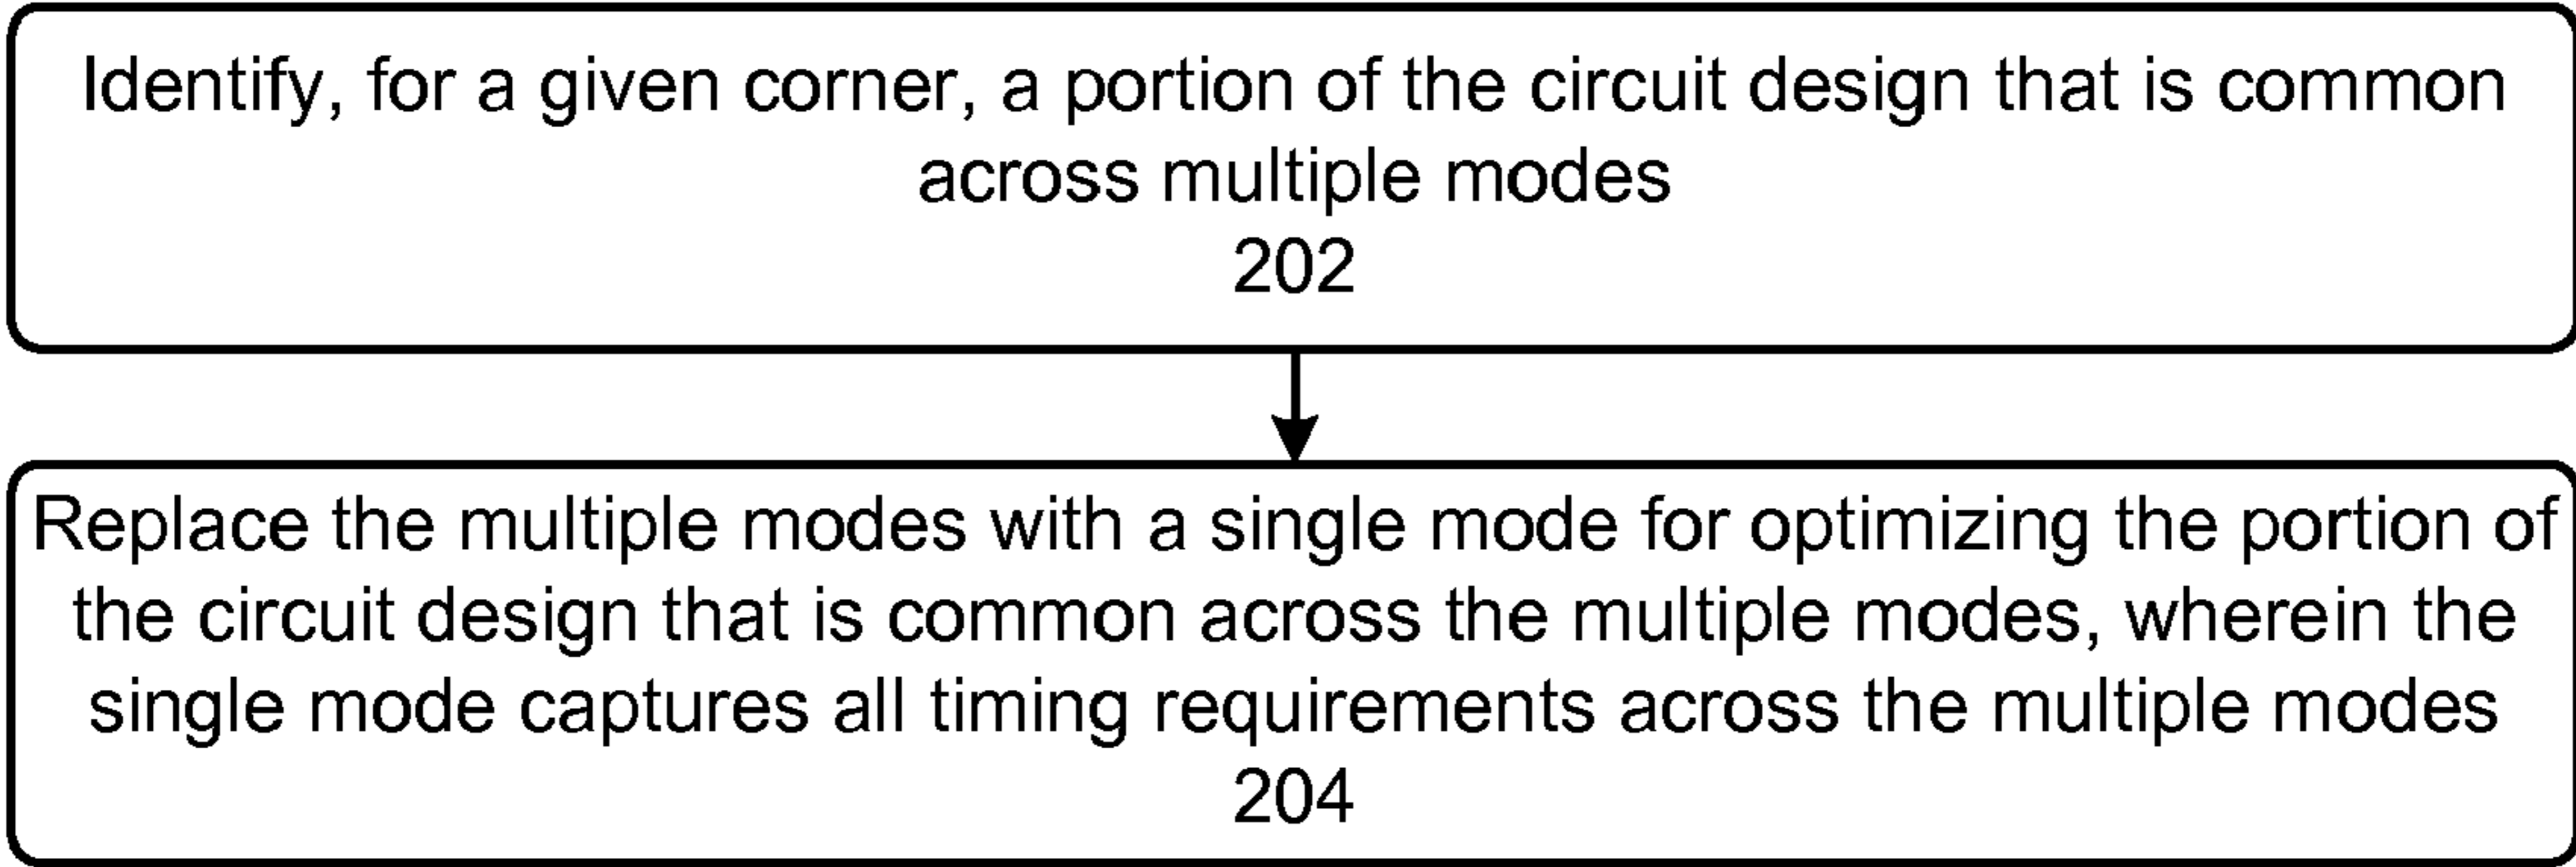 Identify, for a given corner, a portion of the circuit design that is common
across multiple modes
202
Replace the multiple modes with a single mode for optimizing the portion of
the circuit design that is common across the multiple modes, wherein the
single mode captures all timing requirements across the multiple modes
204